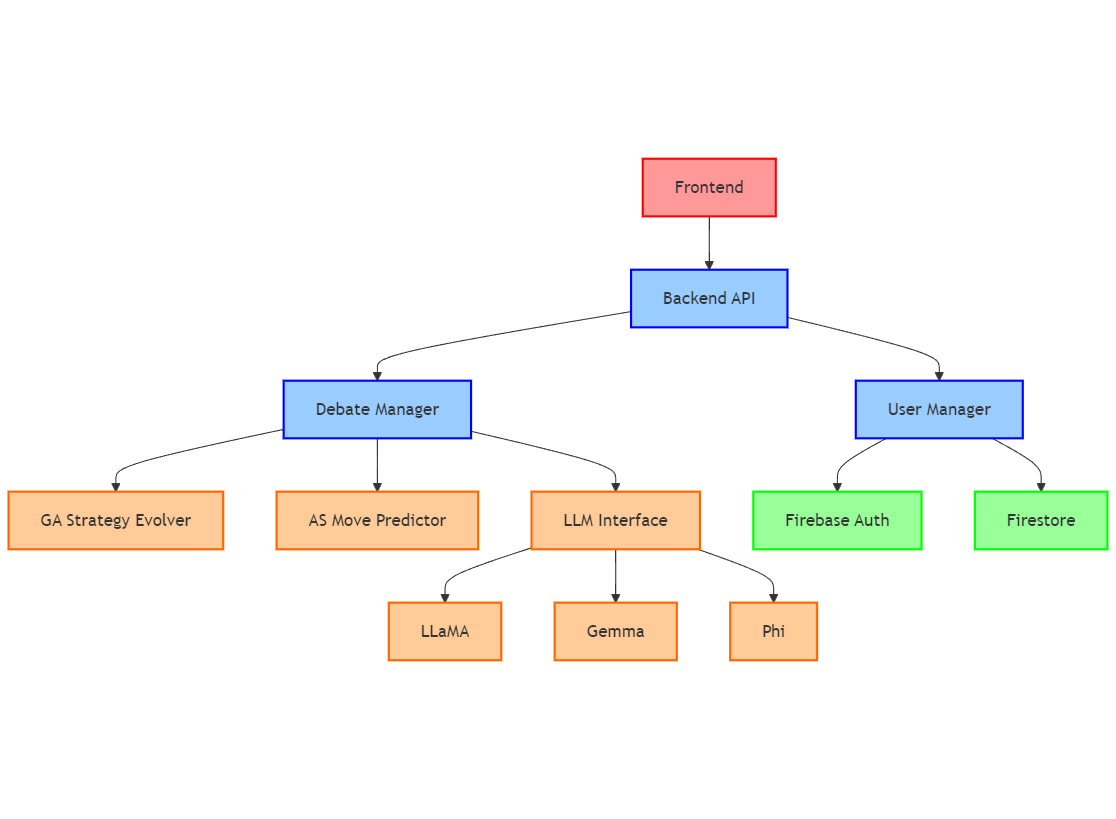 Frontend
Backend API
Debate Manager
User Manager
GA Strategy Evolver
AS Move Predictor
LLM Interface
Firebase Auth
Firestore
LLaMA
Gemma
Phi